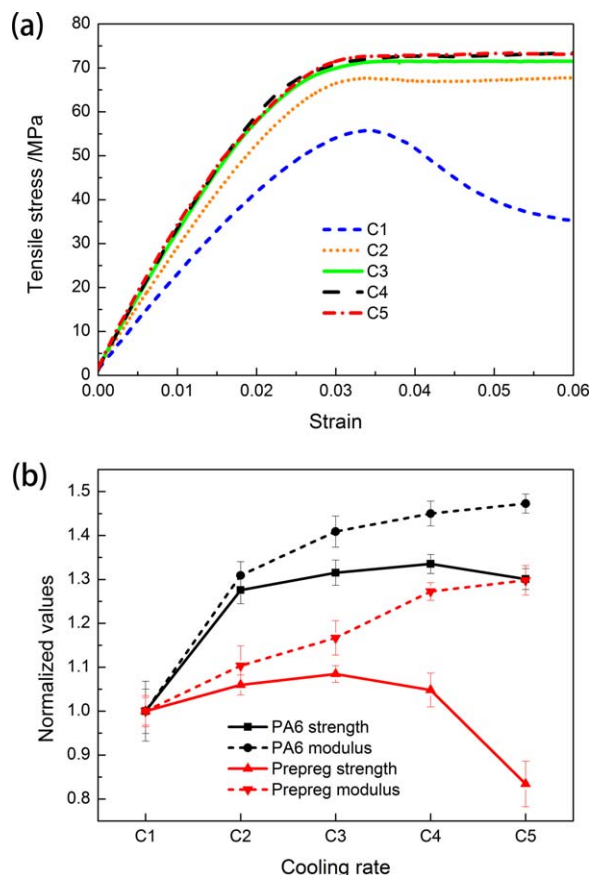 (a)
80
70
60
50
40
30
20
10
0
Tensile stress /MPa
C1
C2
C3
C4
C5
0.00 0.01 0.02 0.03 0.04 0.05 0.06
Strain
(b)
1.5
1.4
1.3
1.2
1.1
1.0
0.9
0.8
Normalized values
PA6 strength
PA6 modulus
Prepreg strength
Prepreg modulus
C1 C2 C3 C4 C5
Cooling rate